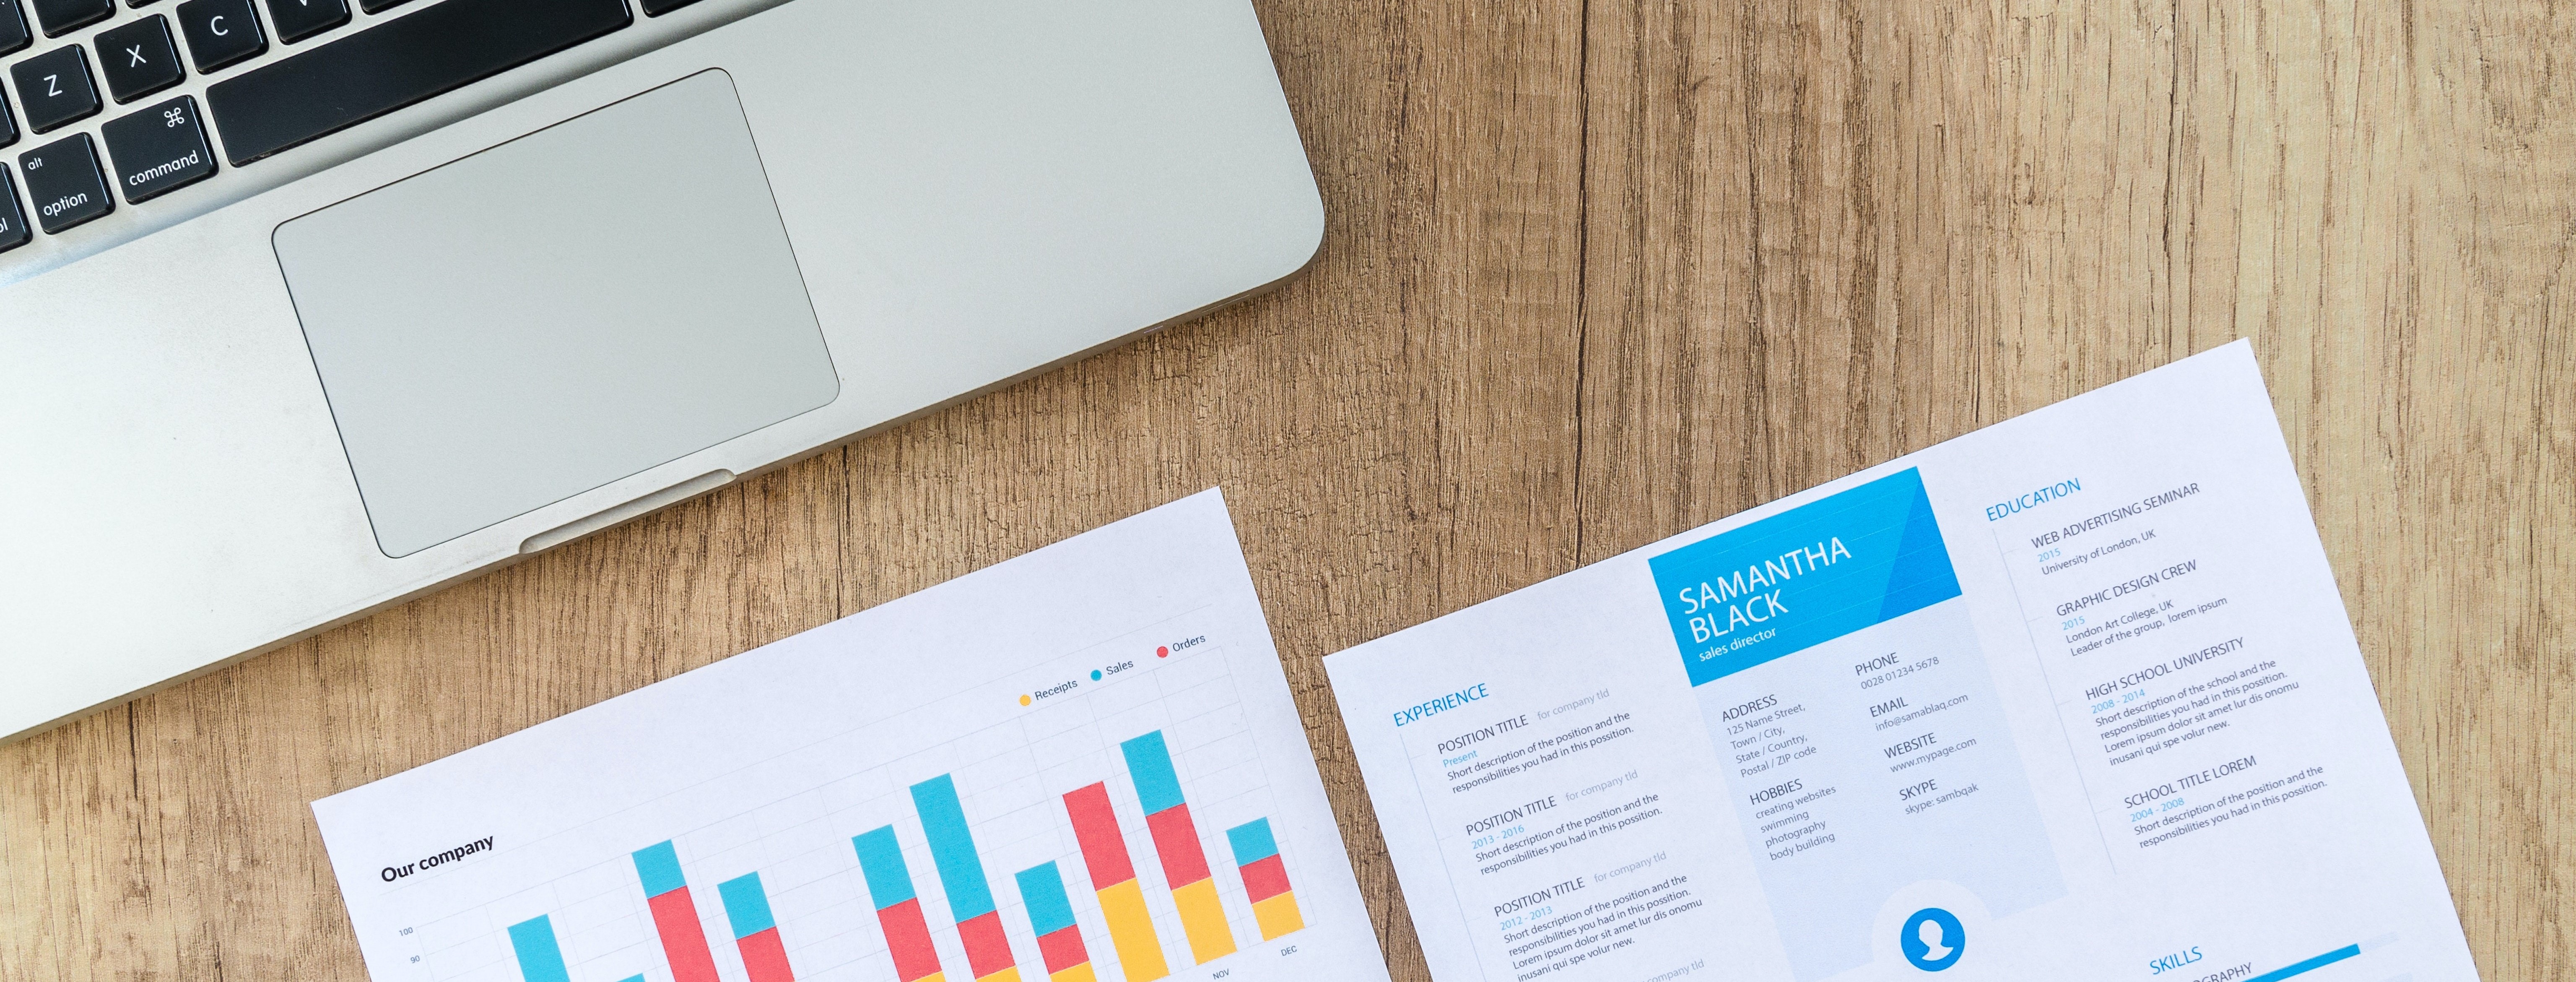 Z
X
C
alt
option
⌘
command
Receipts
Sales
Orders
Our company
100
90
NOV
DEC
EXPERIENCE
POSITION TITLE for company tld
Present
Short description of the position and the
responsibilities you had in this possition.
POSITION TITLE for company tld
2013 - 2016
Short description of the position and the
responsibilities you had in this possition.
POSITION TITLE for company tld
2012 - 2013
Short description of the position and the
responsibilities you had in this possition.
Lorem ipsum dolor sit amet lur dis onomu
inusani qui spe volur new.
company tld
SAMANTHA
BLACK
sales director
ADDRESS
125 Name Street,
Town / City,
State / Country,
Postal / ZIP code
HOBBIES
creating websites
swimming
photography
body building
PHONE
0028 01234 5678
EMAIL
info@samablaq.com
WEBSITE
www.mypage.com
SKYPE
skype: sambqak
EDUCATION
WEB ADVERTISING SEMINAR
2015
University of London, UK
GRAPHIC DESIGN CREW
2015
London Art College, UK
Leader of the group, lorem ipsum
HIGH SCHOOL UNIVERSITY
2008 - 2014
Short description of the school and the
responsibilities you had in this possition.
Lorem ipsum dolor sit amet lur dis onomu
inusani qui spe volur new.
SCHOOL TITLE LOREM
2004 - 2008
Short description of the position and the
responsibilities you had in this possition.
SKILLS
OGRAPHY